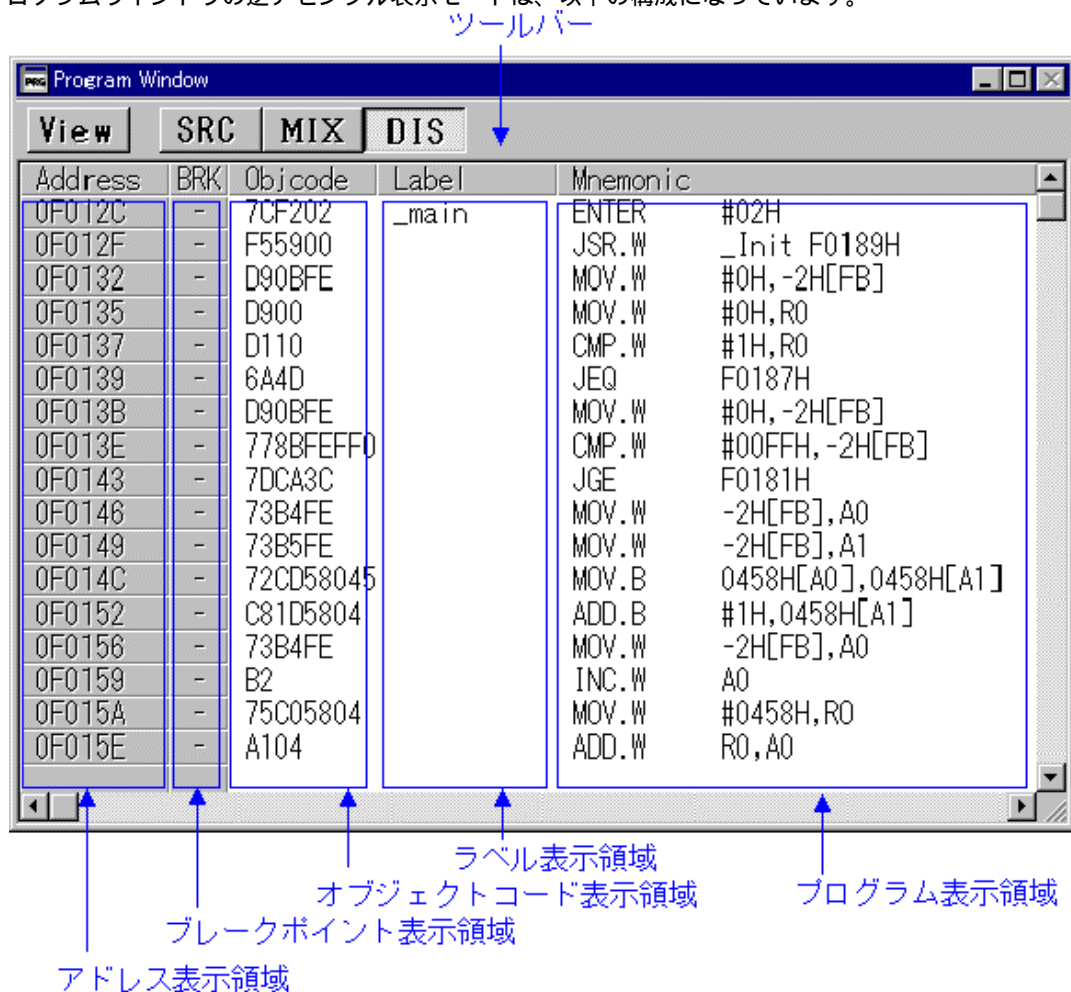 ログラムウィンドウの逆アセンブル表示モードは、以下の構成になっています。
ツールバー
PRG Program Window
View SRC MIX DIS
Address BRK Objcode Label Mnemonic
0F012C - 7CF202 _main ENTER #02H
0F012F - F55900 JSR.W _Init F0189H
0F0132 - D90BFE MOV.W #0H,-2H[FB]
0F0135 - D900 MOV.W #0H,R0
0F0137 - D110 CMP.W #1H,R0
0F0139 - 6A4D JEQ F0187H
0F013B - D90BFE MOV.W #0H,-2H[FB]
0F013E - 778BFEFF0 CMP.W #00FFH,-2H[FB]
0F0143 - 7DCA3C JGE F0181H
0F0146 - 73B4FE MOV.W -2H[FB],A0
0F0149 - 73B5FE MOV.W -2H[FB],A1
0F014C - 72CD58045 MOV.B 0458H[A0],0458H[A1]
0F0152 - C81D5804 ADD.B #1H,0458H[A1]
0F0156 - 73B4FE MOV.W -2H[FB],A0
0F0159 - B2 INC.W A0
0F015A - 75C05804 MOV.W #0458H,R0
0F015E - A104 ADD.W R0,A0
ラベル表示領域
オブジェクトコード表示領域 プログラム表示領域
ブレークポイント表示領域
アドレス表示領域